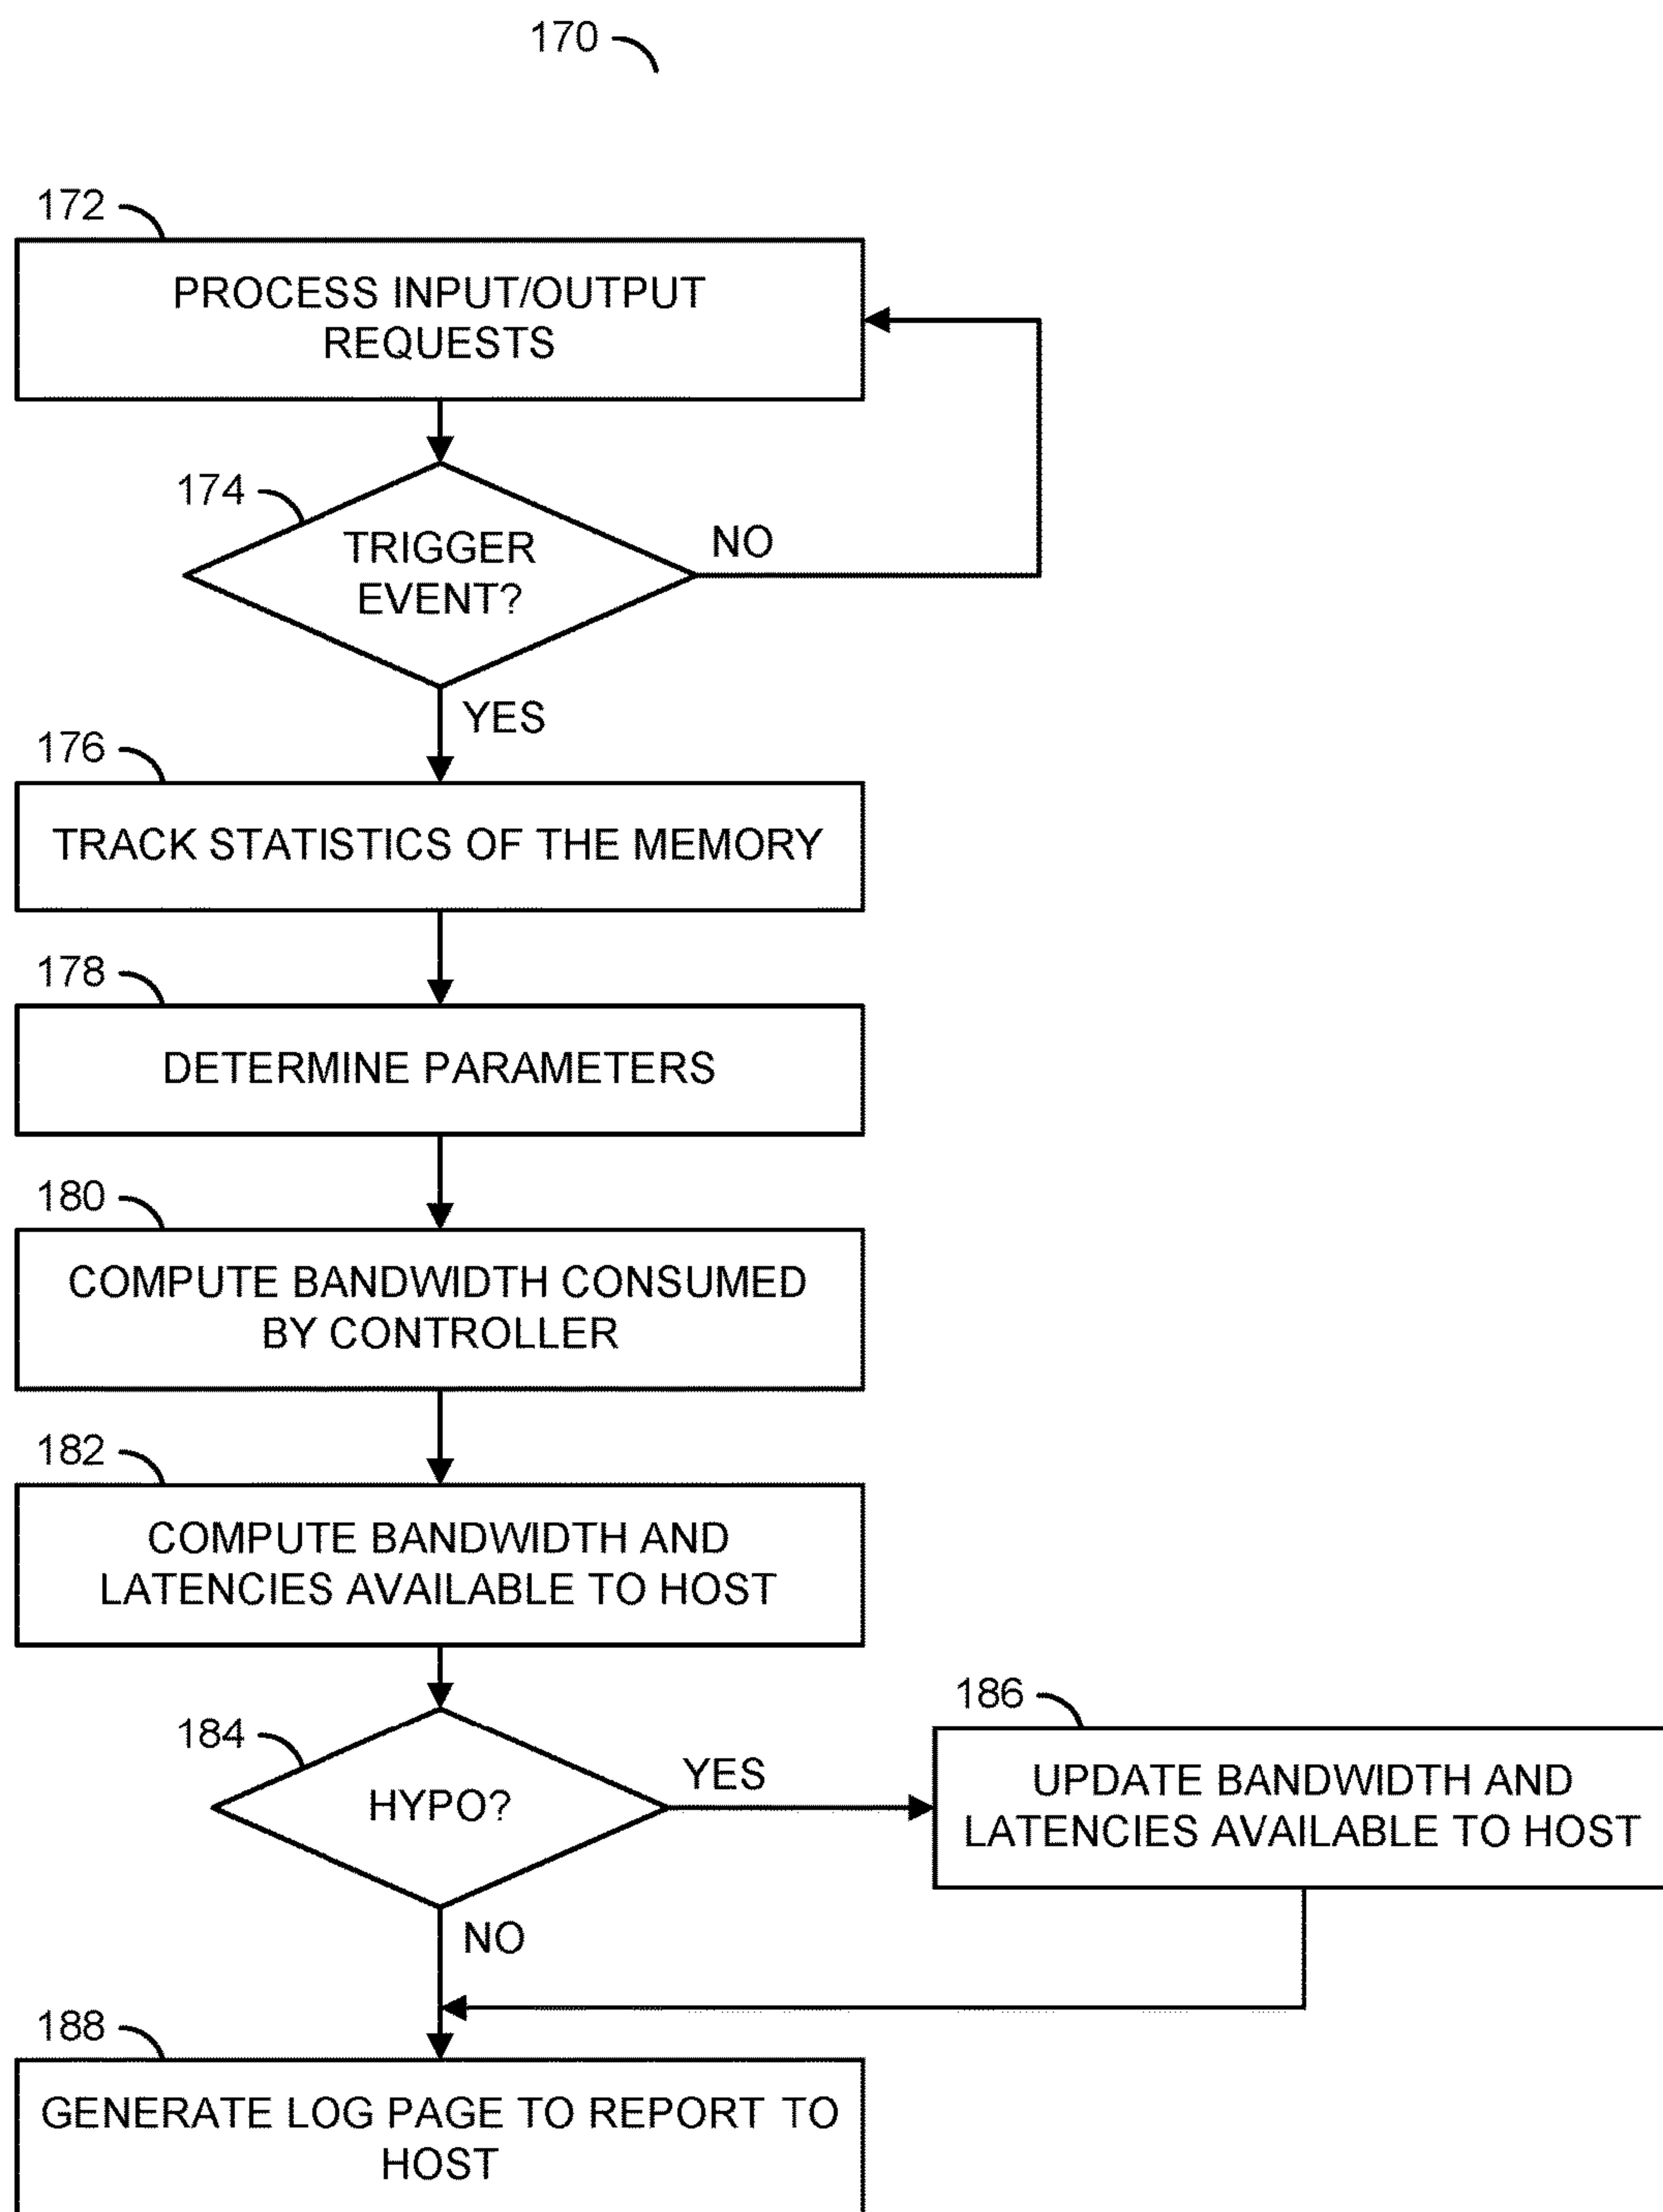 170
172
PROCESS INPUT/OUTPUT
REQUESTS
174
TRIGGER
EVENT?
NO
YES
176
TRACK STATISTICS OF THE MEMORY
178
DETERMINE PARAMETERS
180
COMPUTE BANDWIDTH CONSUMED
BY CONTROLLER
182
COMPUTE BANDWIDTH AND
LATENCIES AVAILABLE TO HOST
184
HYPO?
YES
186
UPDATE BANDWIDTH AND
LATENCIES AVAILABLE TO HOST
NO
188
GENERATE LOG PAGE TO REPORT TO
HOST